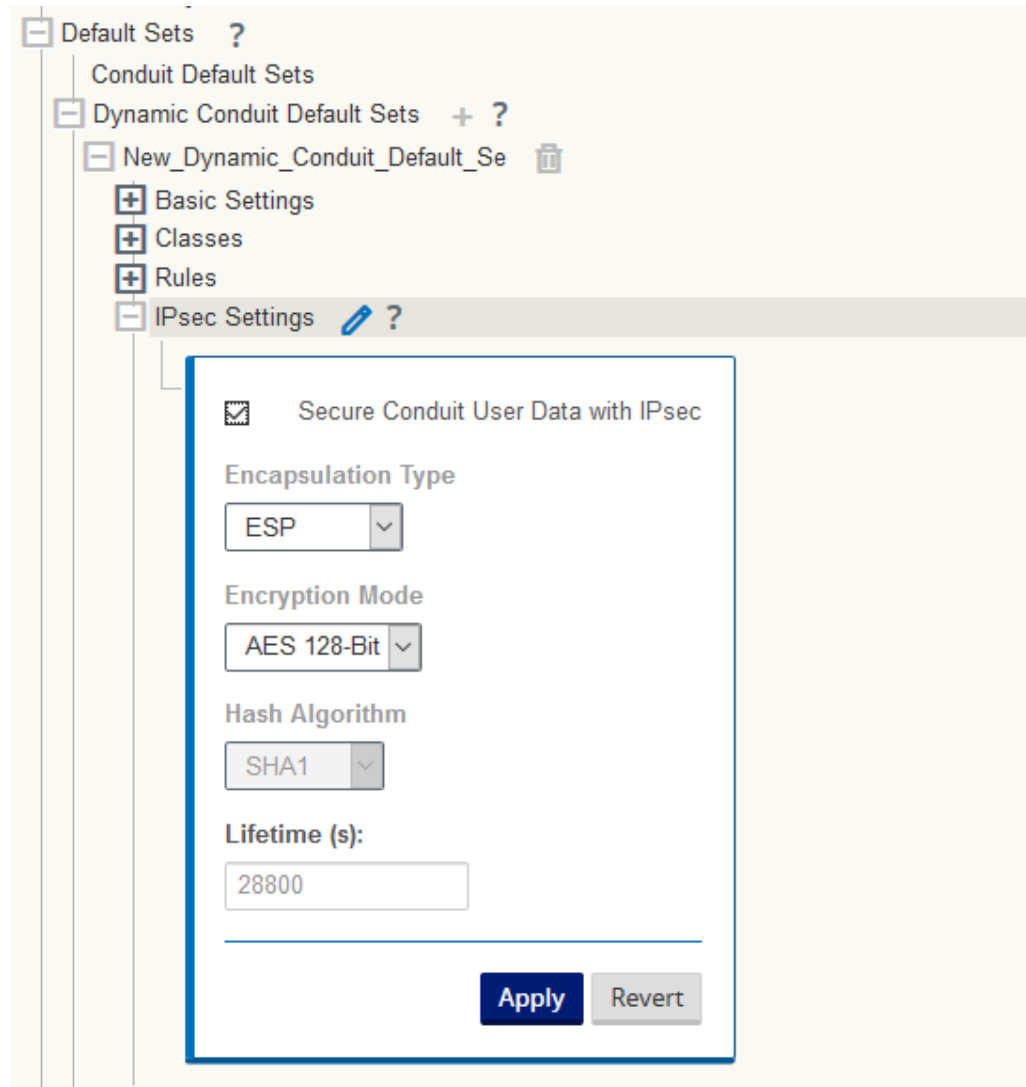 Default Sets ?
Conduit Default Sets
Dynamic Conduit Default Sets + ?
New_Dynamic_Conduit_Default_Se
Basic Settings
Classes
Rules
IPsec Settings ?
Secure Conduit User Data with IPsec
Encapsulation Type
ESP
Encryption Mode
AES 128-Bit
Hash Algorithm
SHA1
Lifetime (s):
28800
Apply Revert